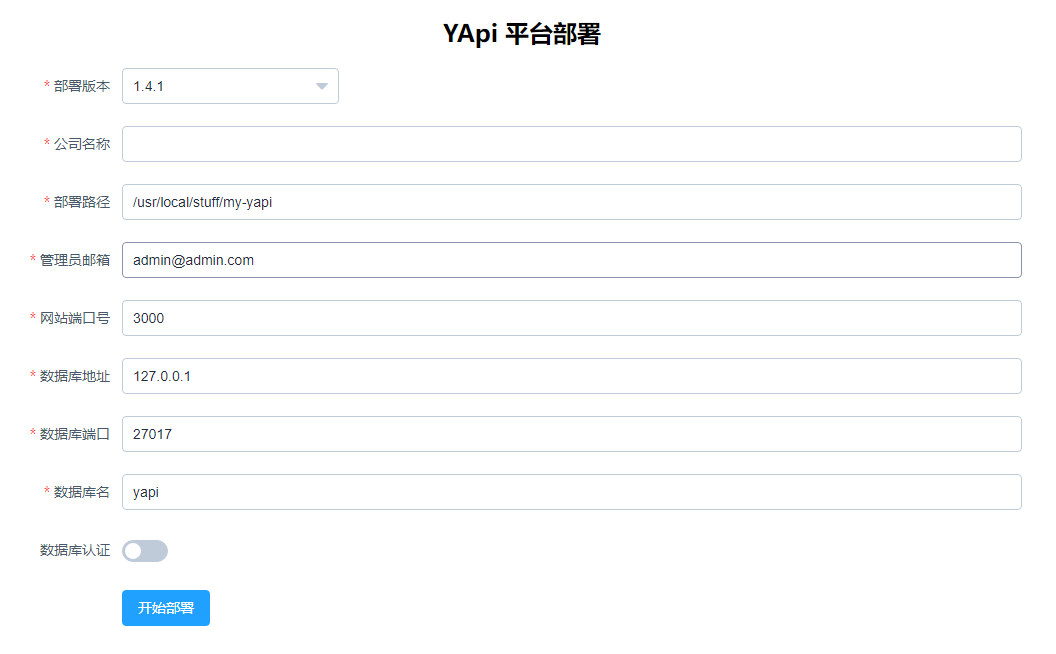 YApi 平台部署
* 部署版本 1.4.1
* 公司名称
* 部署路径 /usr/local/stuff/my-yapi
* 管理员邮箱 admin@admin.com
* 网站端口号 3000
* 数据库地址 127.0.0.1
* 数据库端口 27017
* 数据库名 yapi
数据库认证
开始部署